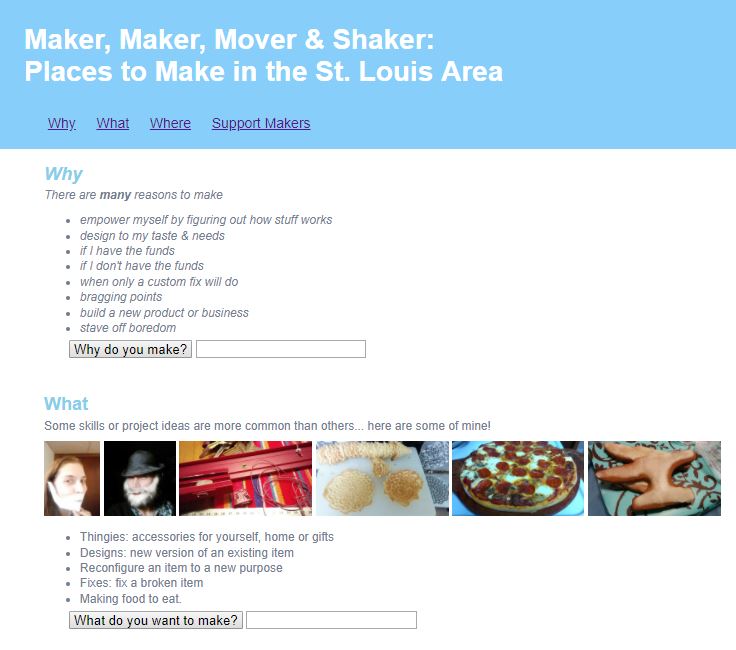 Maker, Maker, Mover & Shaker:
Places to Make in the St. Louis Area
Why What Where Support Makers
Why
There are many reasons to make
empower myself by figuring out how stuff works
design to my taste & needs
if I have the funds
if I don't have the funds
when only a custom fix will do
bragging points
build a new product or business
stave off boredom
Why do you make?
What
Some skills or project ideas are more common than others... here are some of mine!
Thingies: accessories for yourself, home or gifts
Designs: new version of an existing item
Reconfigure an item to a new purpose
Fixes: fix a broken item
Making food to eat.
What do you want to make?